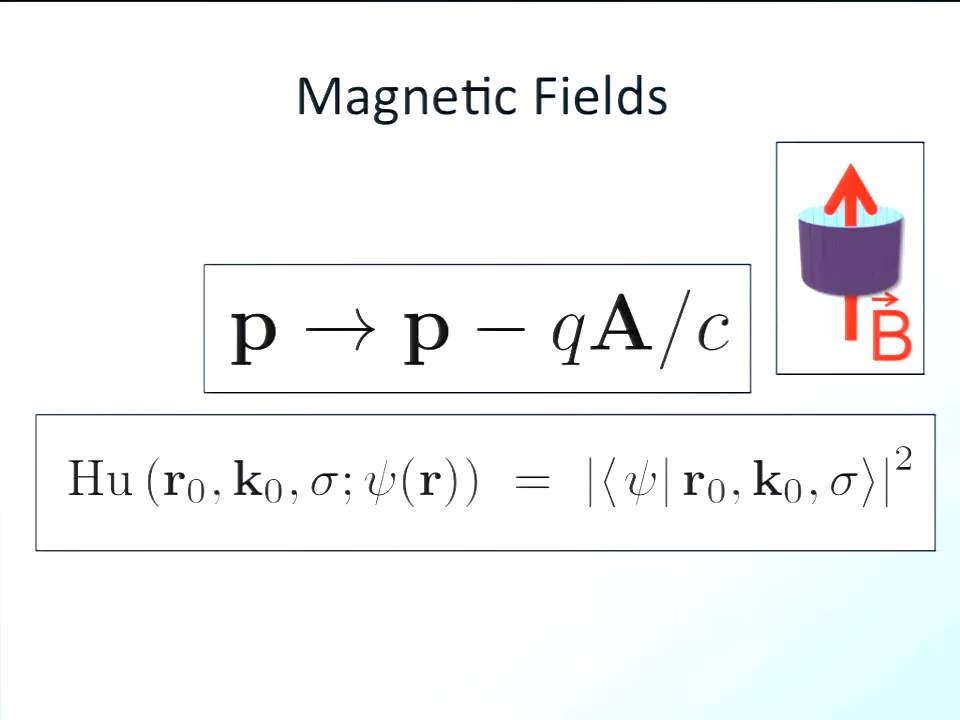 Magnetic Fields
𝐩 → 𝐩 − q𝐀/c
B⃗
Hu (𝐫₀, 𝐤₀, σ; ψ(𝐫)) = |⟨ψ| 𝐫₀, 𝐤₀, σ⟩|²